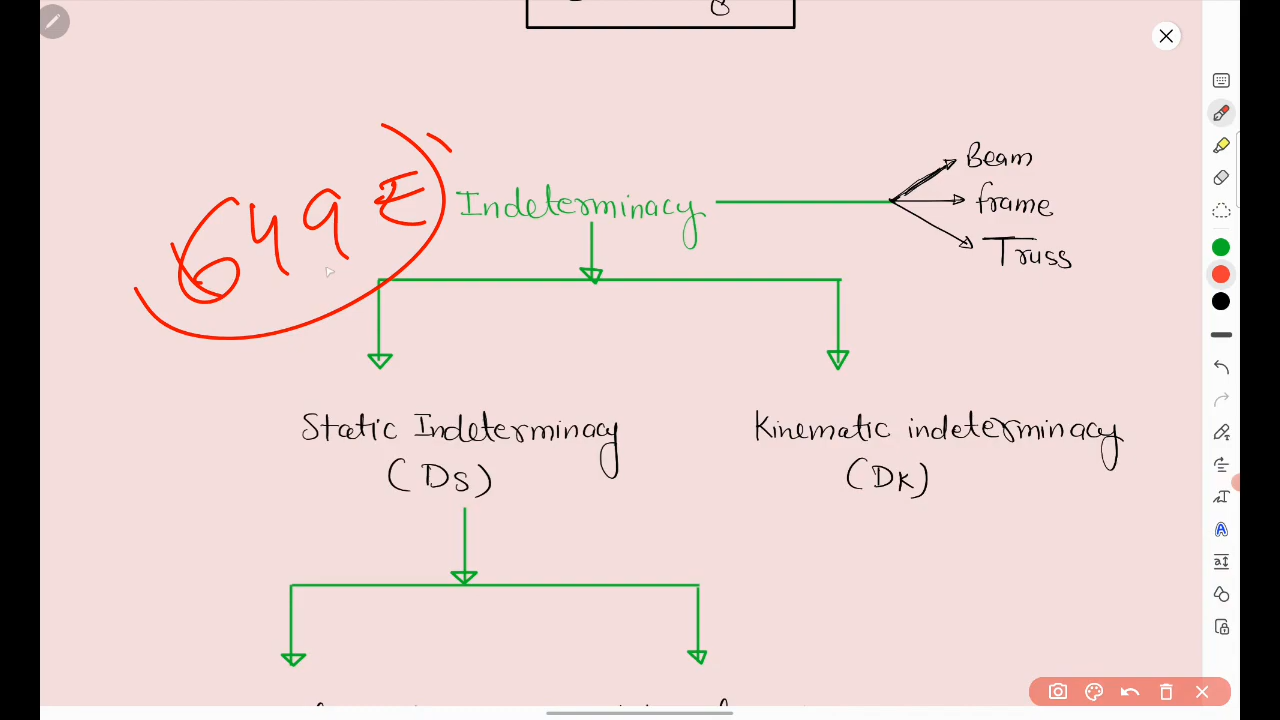 649
Indeterminacy
Beam
frame
Truss
Static Indeterminacy
(Ds)
Kinematic indeterminacy
(Dk)